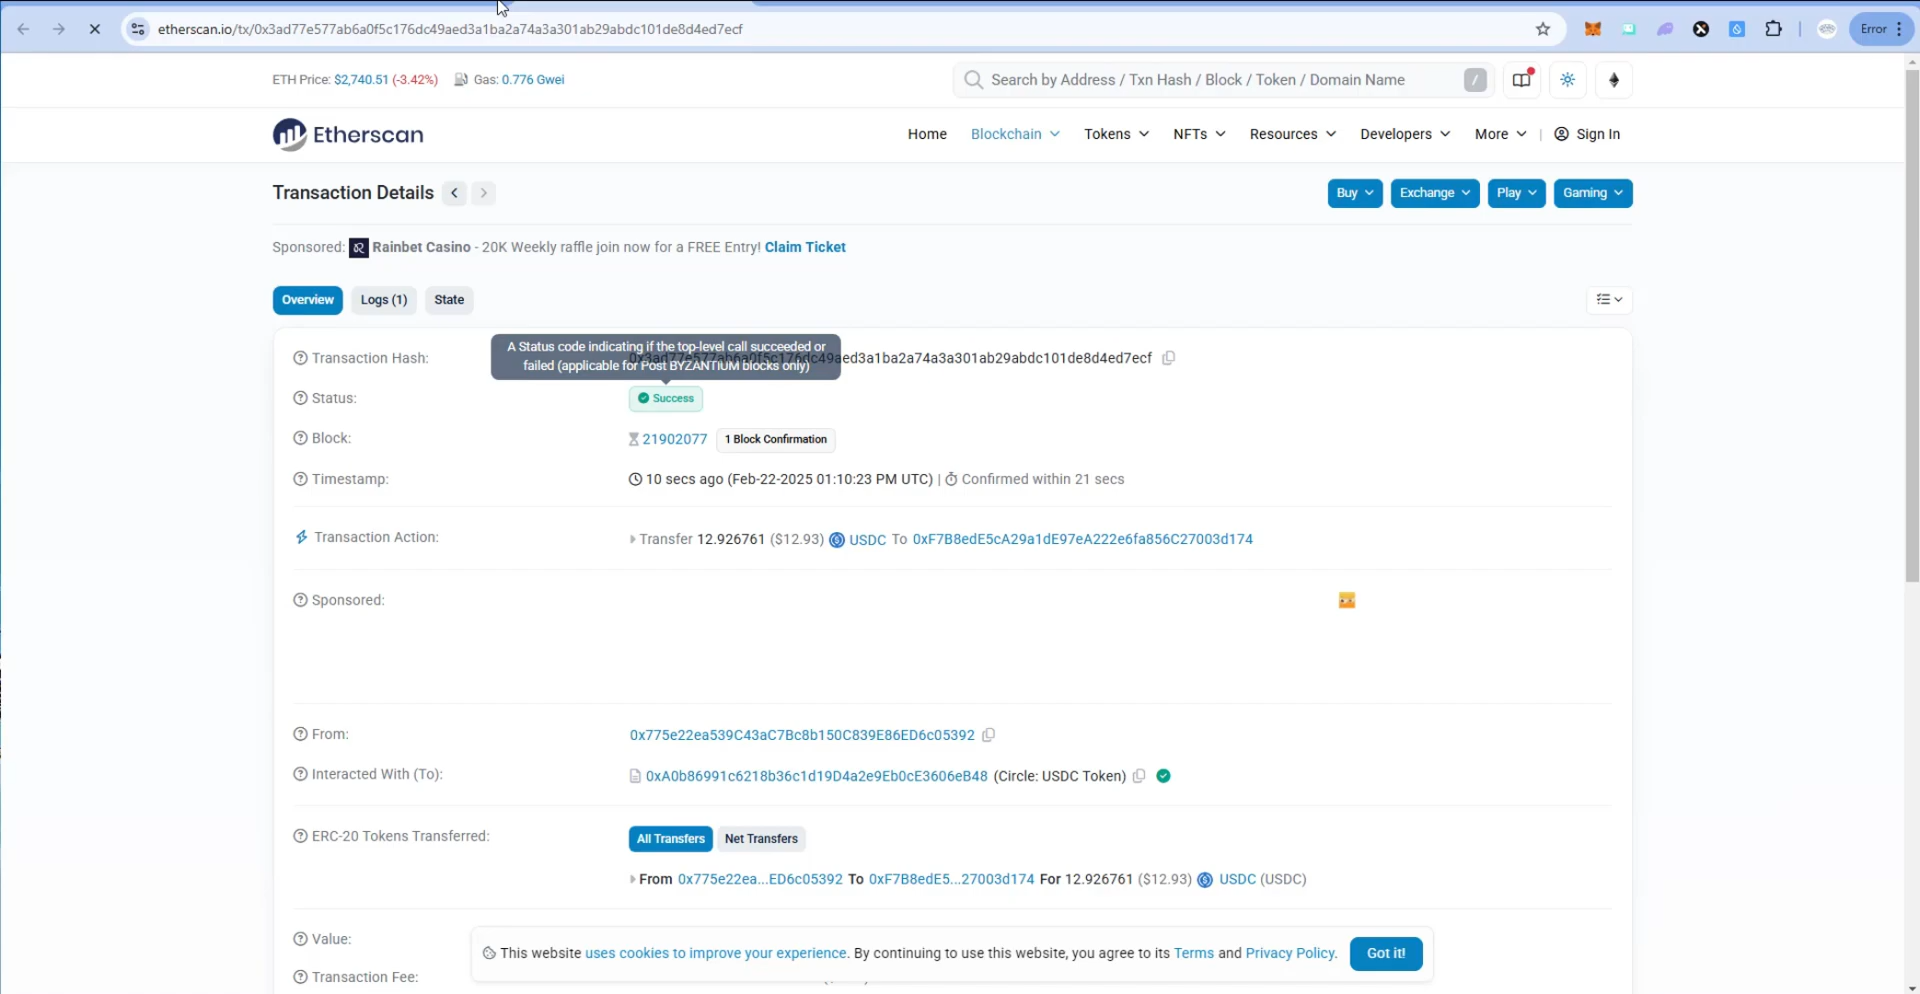 etherscan.io/tx/0x3ad77e577ab6a0f5c176dc49aed3a1ba2a74a3a301ab29abdc101de8d4ed7ecf
Error
ETH Price: $2,740.51 (-3.42%) Gas: 0.776 Gwei
Search by Address / Txn Hash / Block / Token / Domain Name /
Etherscan
Home Blockchain Tokens NFTs Resources Developers More | Sign In
Transaction Details
Buy Exchange Play Gaming
Sponsored: Rainbet Casino - 20K Weekly raffle join now for a FREE Entry! Claim Ticket
Overview Logs (1) State
A Status code indicating if the top-level call succeeded or
failed (applicable for Post BYZANTIUM blocks only)
Transaction Hash: 0x3ad77e577ab6a0f5c176dc49aed3a1ba2a74a3a301ab29abdc101de8d4ed7ecf
Status: Success
Block: 21902077 1 Block Confirmation
Timestamp: 10 secs ago (Feb-22-2025 01:10:23 PM UTC) | Confirmed within 21 secs
Transaction Action: Transfer 12.926761 ($12.93) USDC To 0xF7B8edE5cA29a1dE97eA222e6fa856C27003d174
Sponsored:
From: 0x775e22ea539C43aC7Bc8b150C839E86ED6c05392
Interacted With (To): 0xA0b86991c6218b36c1d19D4a2e9Eb0cE3606eB48 (Circle: USDC Token)
ERC-20 Tokens Transferred: All Transfers Net Transfers
From 0x775e22ea...ED6c05392 To 0xF7B8edE5...27003d174 For 12.926761 ($12.93) USDC (USDC)
Value:
This website uses cookies to improve your experience. By continuing to use this website, you agree to its Terms and Privacy Policy. Got it!
Transaction Fee: